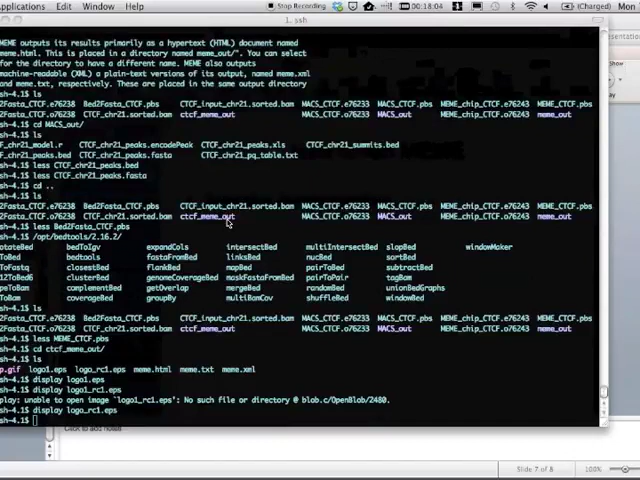 Applications Edit Window Help Stop Recording 00:18:04 (Charged) Mon
1. ssh
MEME outputs its results primarily as a hypertext (HTML) document named
meme.html. This is placed in a directory named meme_out/". You can select
for the directory to have a different name. MEME also outputs
machine-readable (XML) a plain-text versions of its output, named meme.xml
and meme.txt, respectively. These are placed in the same output directory
sh-4.1$ ls
2Fasta_CTCF.e76233 Bed2Fasta_CTCF.pbs CTCF_input_chr21.sorted.bam MACS_CTCF.e76233 MACS_CTCF.pbs MEME_chip_CTCF.e76243 MEME_CTCF.pbs
2Fasta_CTCF.o76233 CTCF_chr21.sorted.bam ctcf_meme_out MACS_CTCF.o76233 MACS_out MEME_chip_CTCF.o76243 meme_out
sh-4.1$ cd MACS_out/
sh-4.1$ ls
F_chr21_model.r CTCF_chr21_peaks.encodePeak CTCF_chr21_peaks.xls CTCF_chr21_summits.bed
F_chr21_peaks.bed CTCF_chr21_peaks.fasta CTCF_chr21_pq_table.txt
sh-4.1$ less CTCF_chr21_peaks.bed
sh-4.1$ less CTCF_chr21_peaks.fasta
sh-4.1$ cd ..
sh-4.1$ ls
2Fasta_CTCF.e76233 Bed2Fasta_CTCF.pbs CTCF_input_chr21.sorted.bam MACS_CTCF.e76233 MACS_CTCF.pbs MEME_chip_CTCF.e76243 MEME_CTCF.pbs
2Fasta_CTCF.o76233 CTCF_chr21.sorted.bam ctcf_meme_out MACS_CTCF.o76233 MACS_out MEME_chip_CTCF.o76243 meme_out
sh-4.1$ less Bed2Fasta_CTCF.pbs
sh-4.1$ /opt/bedtools/2.16.2/
otateBed bedToIgv expandCols intersectBed multiIntersectBed slopBed windowMaker
ToBed bedtools fastaFromBed linksBed nucBed sortBed
ToFastq closestBed flankBed mapBed pairToBed subtractBed
12ToBed6 clusterBed genomeCoverageBed maskFastaFromBed pairToPair tagBam
peToBam complementBed getOverlap mergeBed randomBed unionBedGraphs
ToBam coverageBed groupBy multiBamCov shuffleBed windowBed
sh-4.1$ ls
2Fasta_CTCF.e76233 Bed2Fasta_CTCF.pbs CTCF_input_chr21.sorted.bam MACS_CTCF.e76233 MACS_CTCF.pbs MEME_chip_CTCF.e76243 MEME_CTCF.pbs
2Fasta_CTCF.o76233 CTCF_chr21.sorted.bam ctcf_meme_out MACS_CTCF.o76233 MACS_out MEME_chip_CTCF.o76243 meme_out
sh-4.1$ less MEME_CTCF.pbs
sh-4.1$ cd ctcf_meme_out/
sh-4.1$ ls
p.gif logo1.eps logo_rc1.eps meme.html meme.txt meme.xml
sh-4.1$ display logo1.eps
sh-4.1$ display logo1_rc1.eps
play: unable to open image `logo1_rc1.eps': No such file or directory @ blob.c/OpenBlob/2480.
sh-4.1$ display logo_rc1.eps
sh-4.1$
Click to add notes
Slide 7 of 8 100%